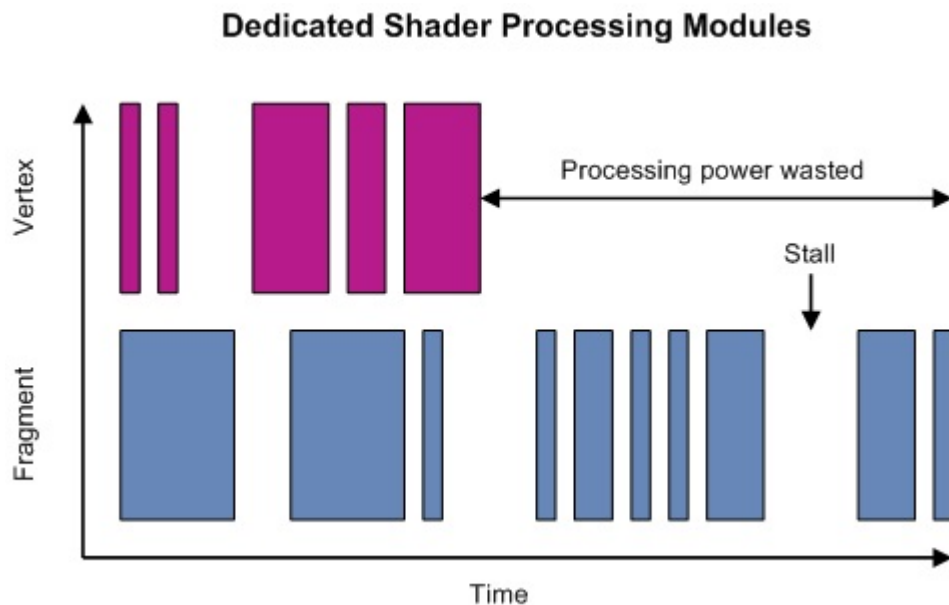 Dedicated Shader Processing Modules
Vertex
Processing power wasted
Stall
Fragment
Time